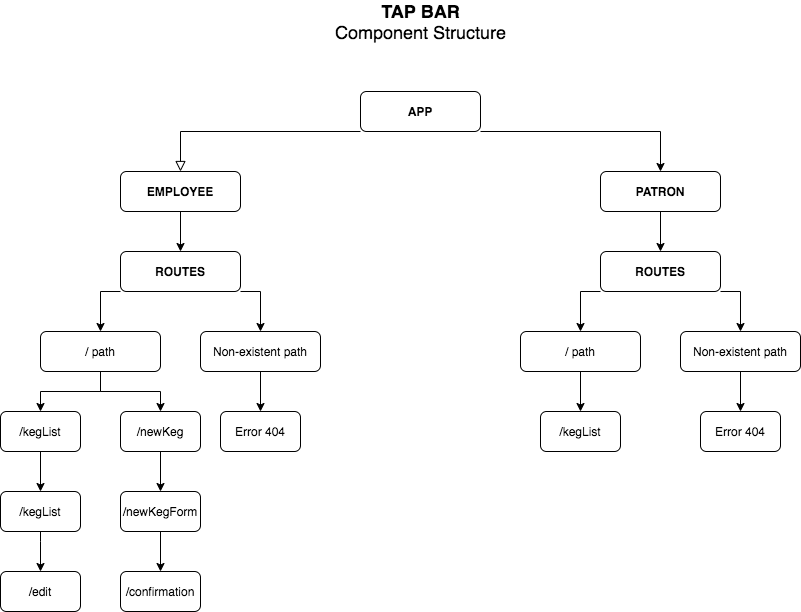 TAP BAR
Component Structure
APP
EMPLOYEE
PATRON
ROUTES
ROUTES
/ path
Non-existent path
/ path
Non-existent path
/kegList
/newKeg
Error 404
/kegList
Error 404
/kegList
/newKegForm
/edit
/confirmation